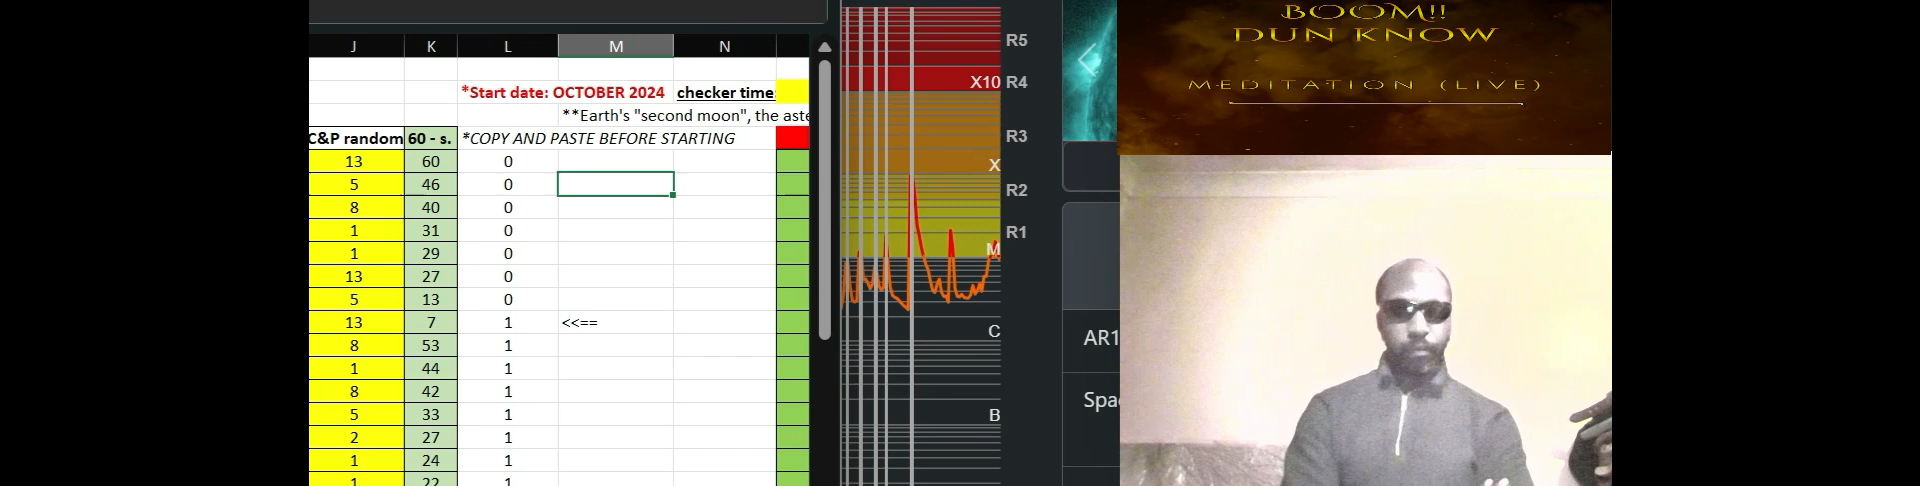 J K L M N
*Start date: OCTOBER 2024 checker time:
**Earth's "second moon", the aste
C&P random 60 - s. *COPY AND PASTE BEFORE STARTING
13 60 0
5 46 0
8 40 0
1 31 0
1 29 0
13 27 0
5 13 0
13 7 1 <<==
8 53 1
1 44 1
8 42 1
5 33 1
2 27 1
1 24 1
1 22 1
R5
X10 R4
R3
X
R2
R1
M
C
B
AR1
Spa
BOOM!!
DUN KNOW
MEDITATION (LIVE)